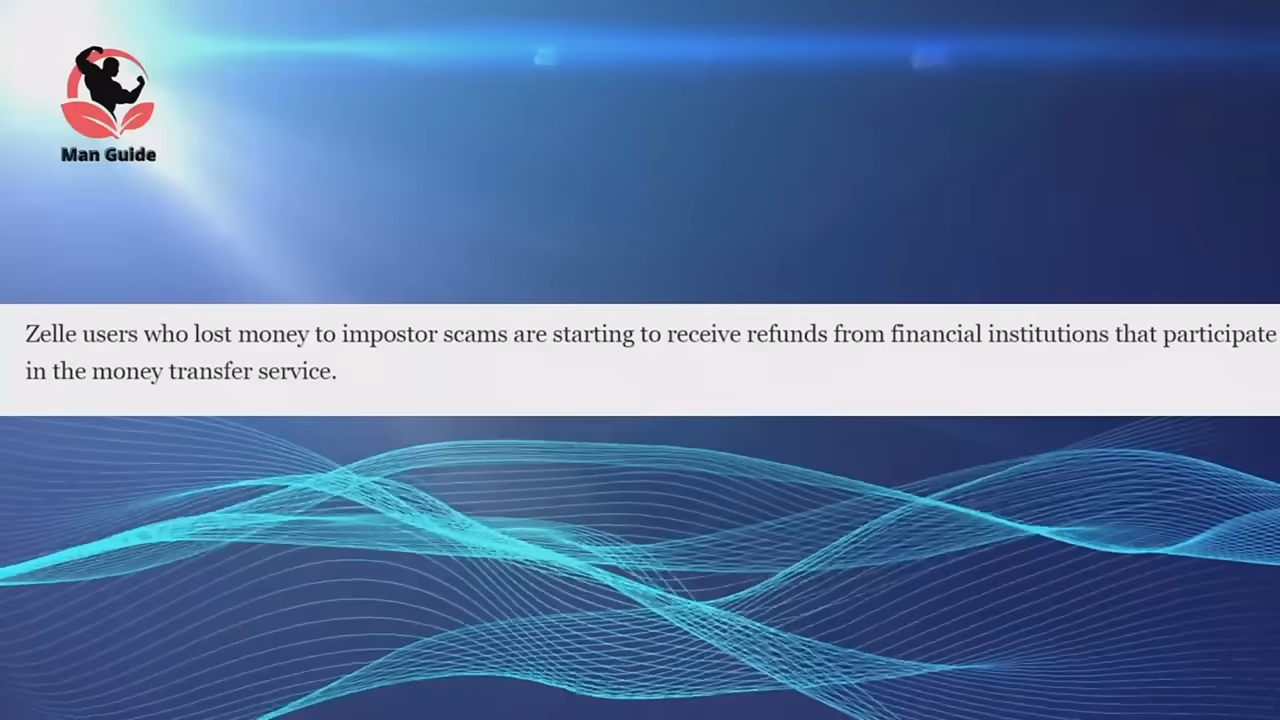 Man Guide
Zelle users who lost money to impostor scams are starting to receive refunds from financial institutions that participate
in the money transfer service.